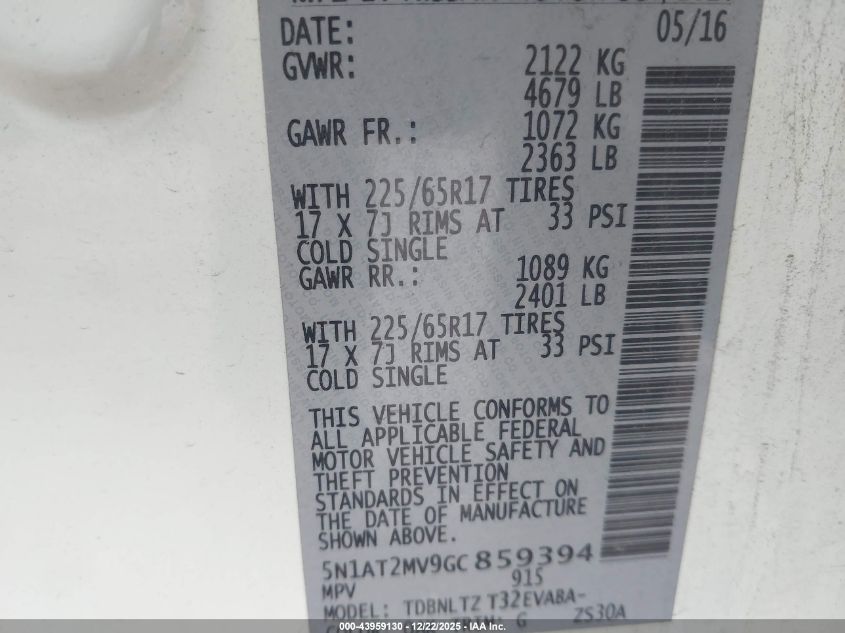 DATE: 05/16
GVWR: 2122 KG
4679 LB
GAWR FR.: 1072 KG
2363 LB
WITH 225/65R17 TIRES
17 X 7J RIMS AT 33 PSI
COLD SINGLE
GAWR RR.: 1089 KG
2401 LB
WITH 225/65R17 TIRES
17 X 7J RIMS AT 33 PSI
COLD SINGLE
THIS VEHICLE CONFORMS TO
ALL APPLICABLE FEDERAL
MOTOR VEHICLE SAFETY AND
THEFT PREVENTION
STANDARDS IN EFFECT ON
THE DATE OF MANUFACTURE
SHOWN ABOVE.
5N1AT2MV9GC859394
MPV 915
MODEL: TDBNLTZ T32EVABA-
G ZS30A
000-43959130 - 12/22/2025 - IAA Inc.